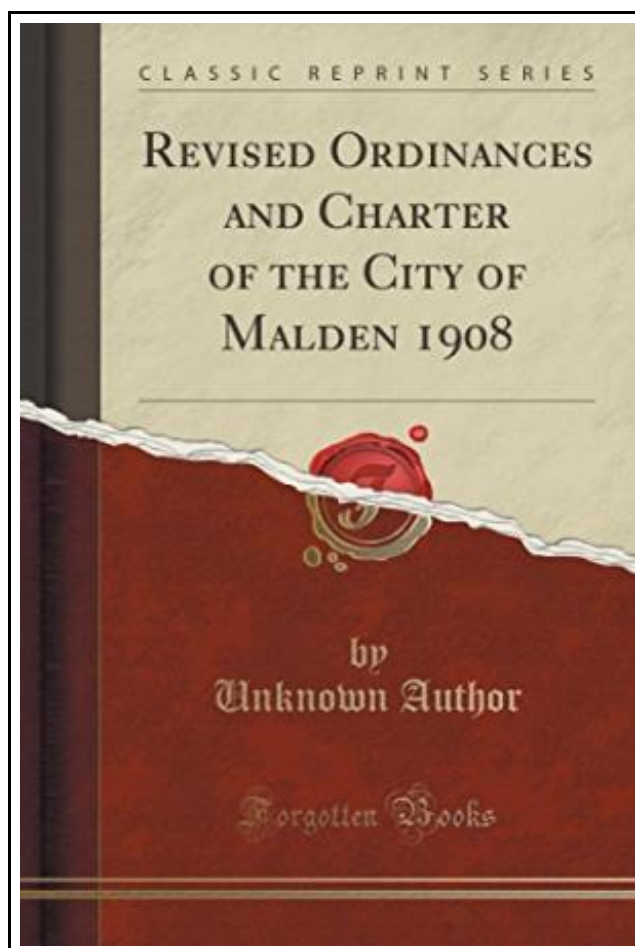 CLASSIC REPRINT SERIES
REVISED ORDINANCES
AND CHARTER
OF THE CITY OF
MALDEN 1908
by
Unknown Author
Forgotten Books